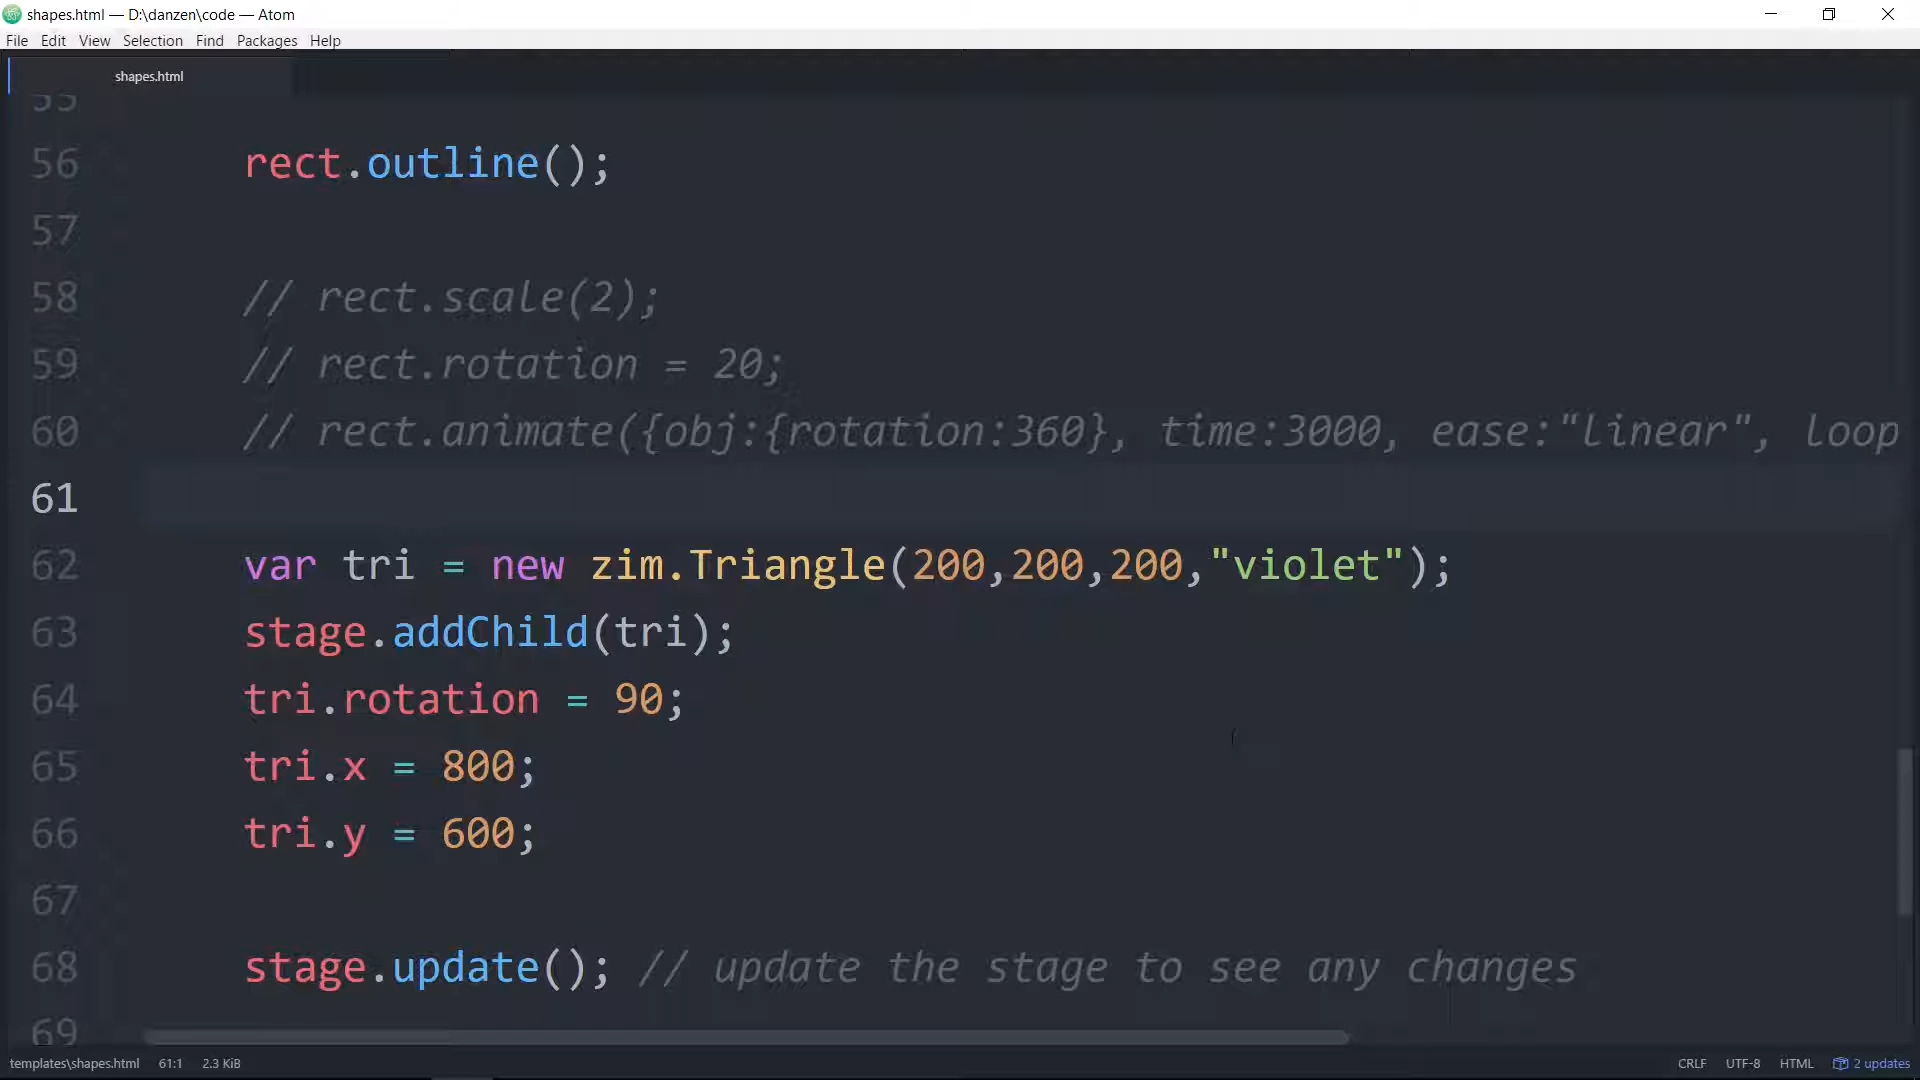 shapes.html — D:\danzen\code — Atom
File Edit View Selection Find Packages Help
shapes.html
55
56 rect.outline();
57
58 // rect.scale(2);
59 // rect.rotation = 20;
60 // rect.animate({obj:{rotation:360}, time:3000, ease:"linear", loop
61
62 var tri = new zim.Triangle(200,200,200,"violet");
63 stage.addChild(tri);
64 tri.rotation = 90;
65 tri.x = 800;
66 tri.y = 600;
67
68 stage.update(); // update the stage to see any changes
69
templates\shapes.html 61:1 2.3 KiB CRLF UTF-8 HTML 2 updates